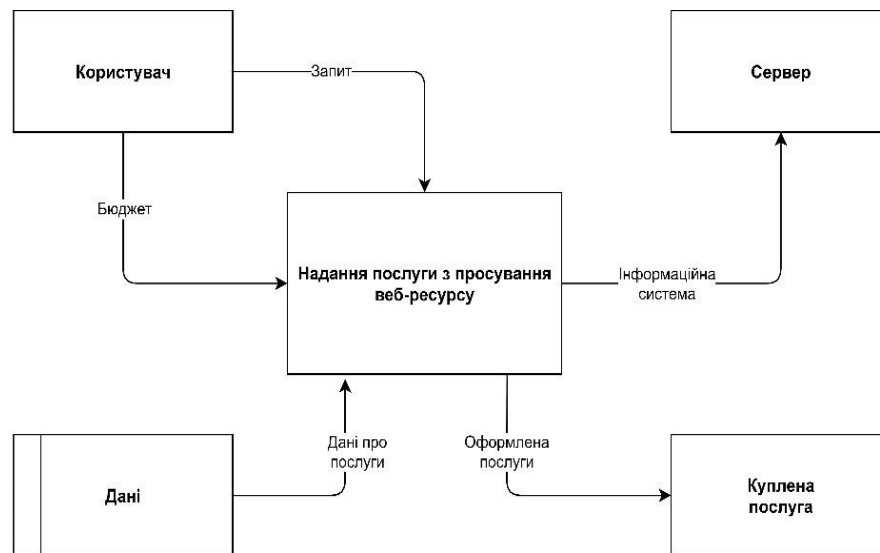 Користувач
Запит
Сервер
Бюджет
Надання послуги з просування
веб-ресурсу
Інформаційна
система
Дані про
послуги
Оформлена
послуги
Дані
Куплена
послуга